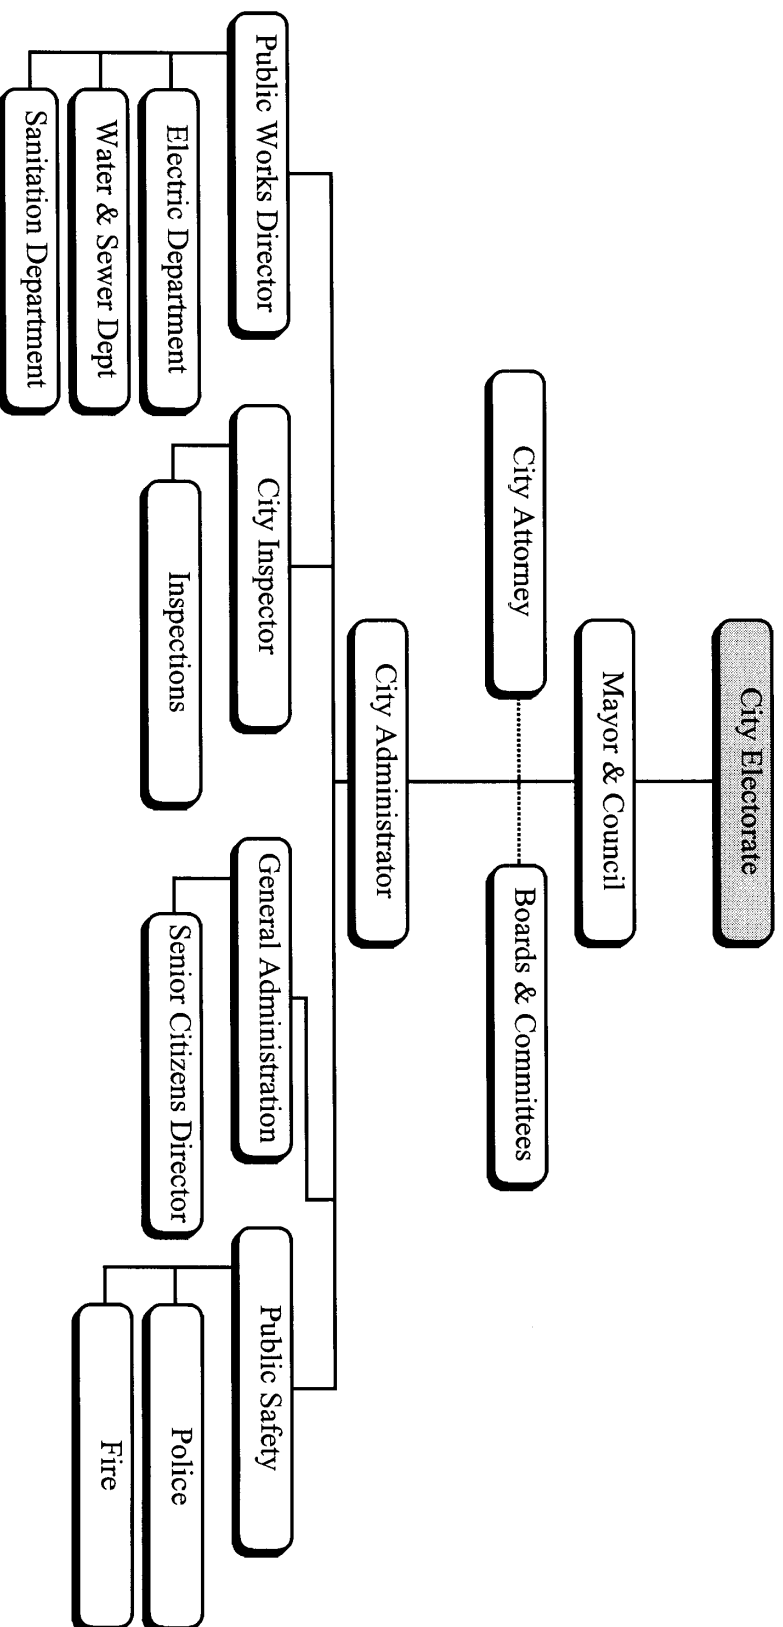 City Electorate
Mayor & Council
City Attorney
Boards & Committees
City Administrator
Public Works Director
City Inspector
General Administration
Public Safety
Electric Department
Water & Sewer Dept
Sanitation Department
Inspections
Senior Citizens Director
Police
Fire